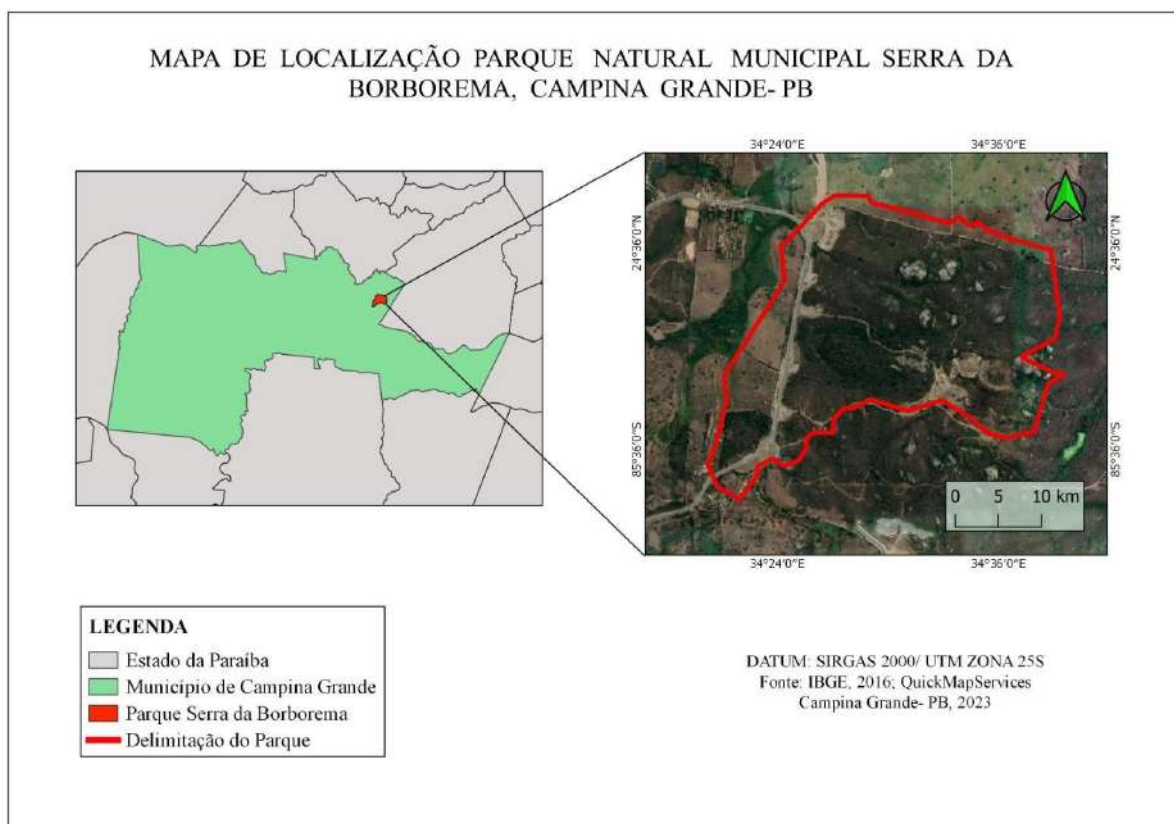 MAPA DE LOCALIZAÇÃO PARQUE NATURAL MUNICIPAL SERRA DA
BORBOREMA, CAMPINA GRANDE- PB
34°24'0"E
34°36'0"E
24°36'0"N
24°36'0"N
85°36'0"S
85°36'0"S
0 5 10 km
34°24'0"E
34°36'0"E
LEGENDA
Estado da Paraíba
Município de Campina Grande
Parque Serra da Borborema
Delimitação do Parque
DATUM: SIRGAS 2000/ UTM ZONA 25S
Fonte: IBGE, 2016; QuickMapServices
Campina Grande- PB, 2023